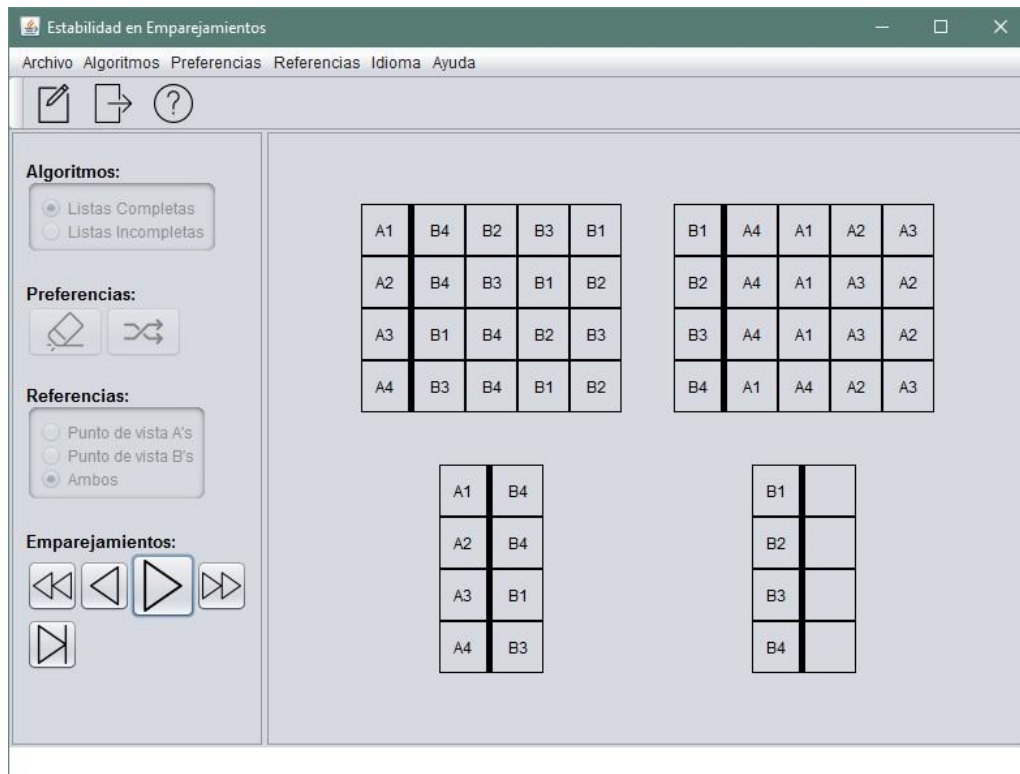 Estabilidad en Emparejamientos
Archivo Algoritmos Preferencias Referencias Idioma Ayuda
Algoritmos:
Listas Completas
Listas Incompletas
Preferencias:
Referencias:
Punto de vista A's
Punto de vista B's
Ambos
Emparejamientos:
A1 B4 B2 B3 B1
A2 B4 B3 B1 B2
A3 B1 B4 B2 B3
A4 B3 B4 B1 B2
B1 A4 A1 A2 A3
B2 A4 A1 A3 A2
B3 A4 A1 A3 A2
B4 A1 A4 A2 A3
A1 B4
A2 B4
A3 B1
A4 B3
B1
B2
B3
B4